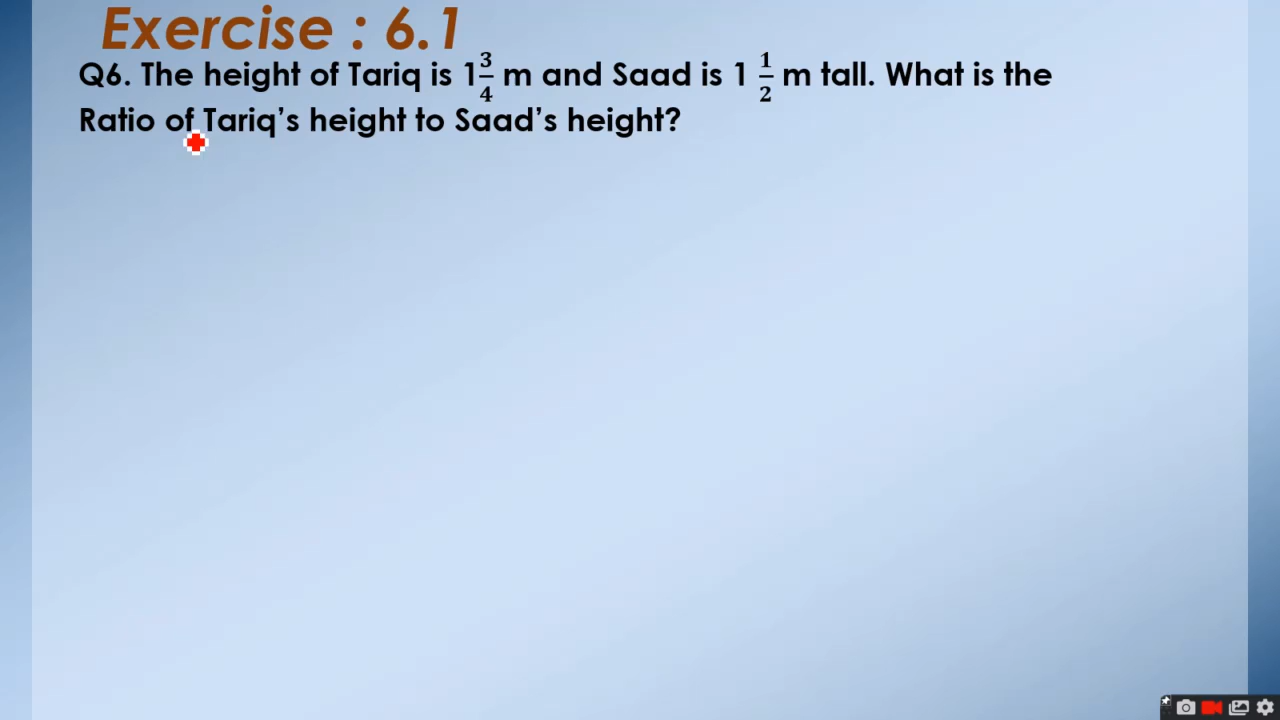 Exercise : 6.1
Q6. The height of Tariq is 1 3/4 m and Saad is 1 1/2 m tall. What is the
Ratio of Tariq’s height to Saad’s height?